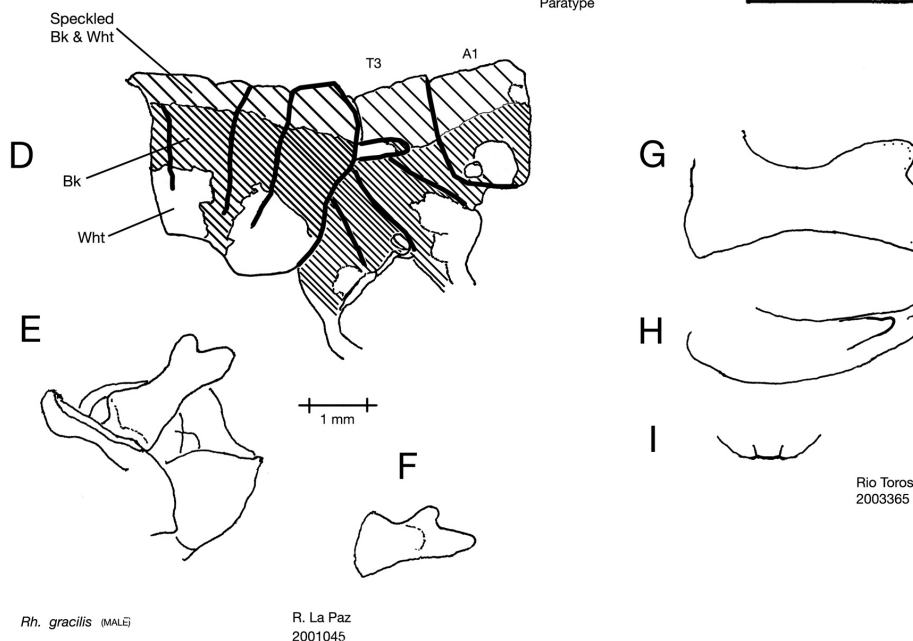 Paratype
Speckled
Bk & Wht
T3
A1
D
Bk
Wht
G
E
H
1 mm
F
I
Rio Toros
2003365
Rh. gracilis (MALE)
R. La Paz
2001045